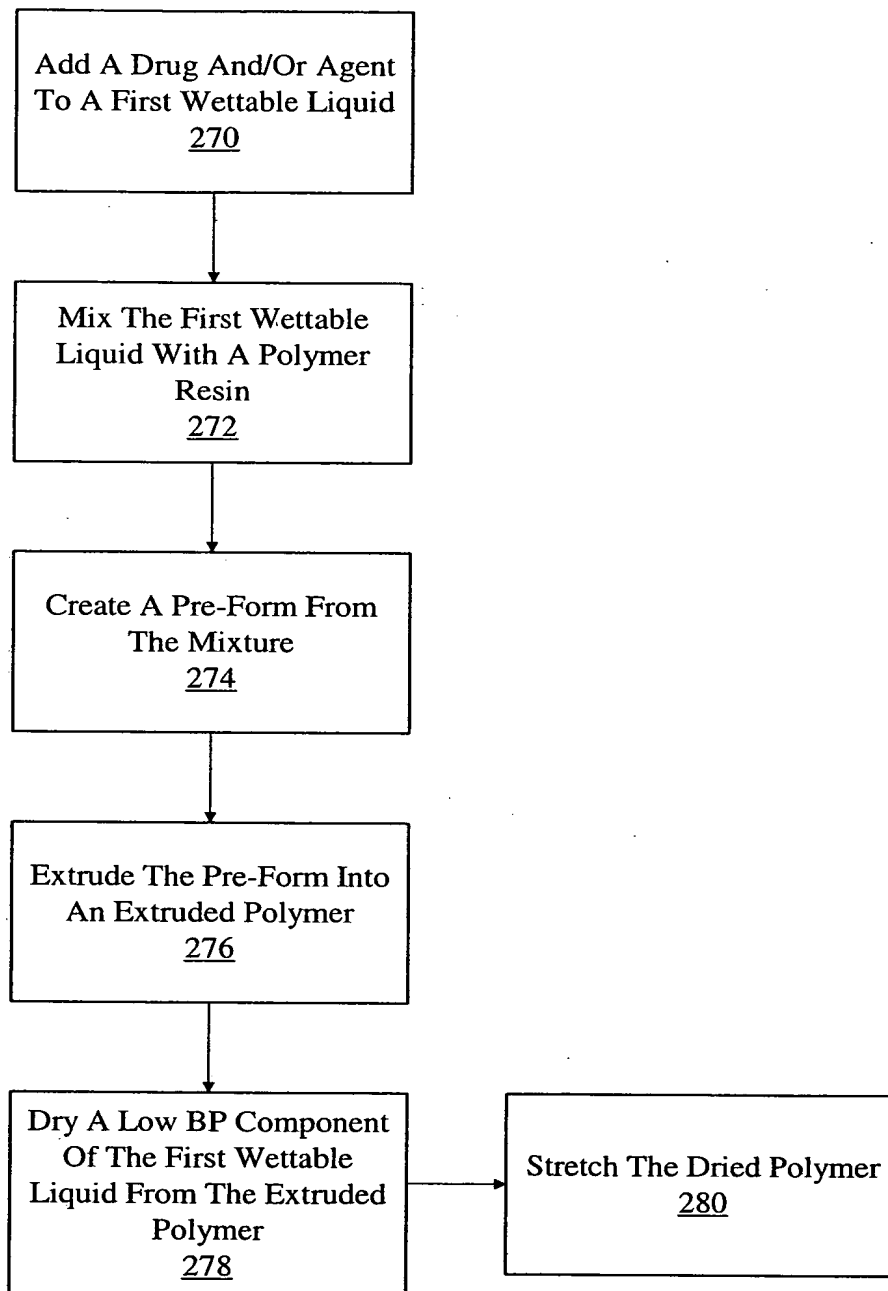 Add A Drug And/Or Agent
To A First Wettable Liquid
270
Mix The First Wettable
Liquid With A Polymer
Resin
272
Create A Pre-Form From
The Mixture
274
Extrude The Pre-Form Into
An Extruded Polymer
276
Dry A Low BP Component
Of The First Wettable
Liquid From The Extruded
Polymer
278
Stretch The Dried Polymer
280